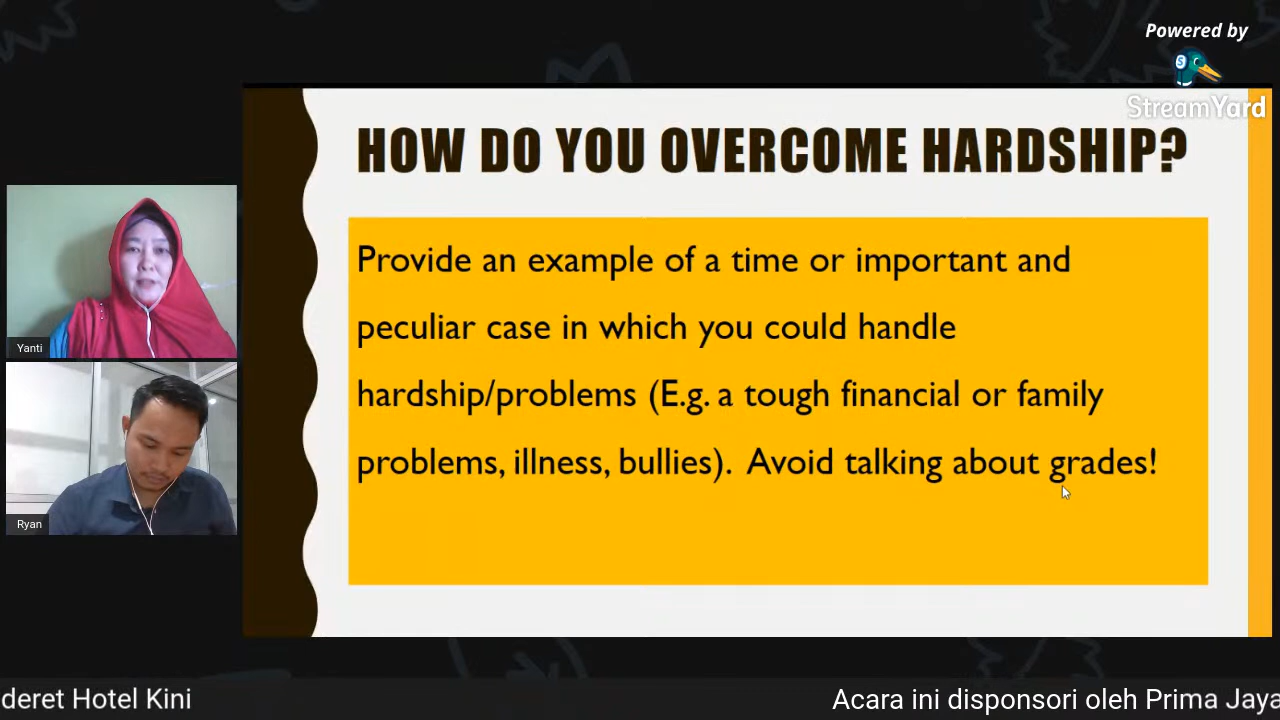 Powered by
StreamYard
HOW DO YOU OVERCOME HARDSHIP?
Provide an example of a time or important and
peculiar case in which you could handle
hardship/problems (E.g. a tough financial or family
problems, illness, bullies). Avoid talking about grades!
Yanti
Ryan
deret Hotel Kini
Acara ini disponsori oleh Prima Jaya